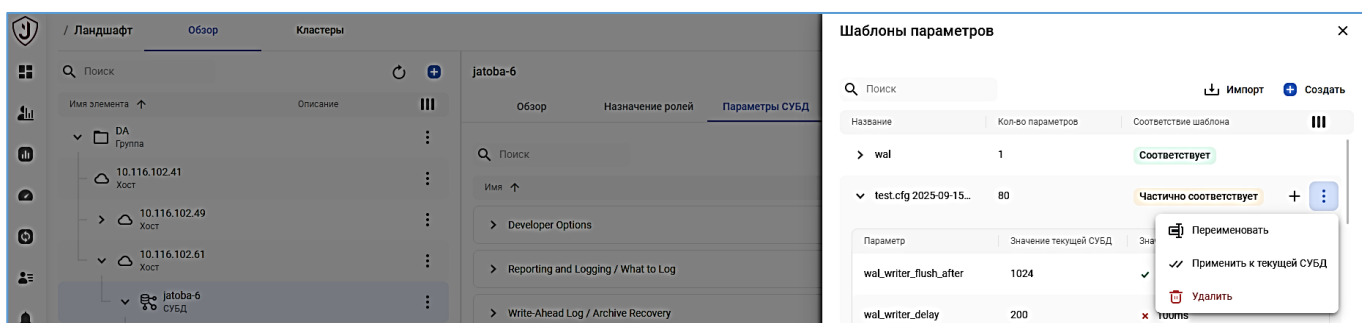 / Ландшафт Обзор Кластеры
Поиск
Имя элемента ↑ Описание
DA
Группа
10.116.102.41
Хост
10.116.102.49
Хост
10.116.102.61
Хост
jatoba-6
СУБД
jatoba-6
Обзор Назначение ролей Параметры СУБД
Поиск
Имя ↑
Developer Options
Reporting and Logging / What to Log
Write-Ahead Log / Archive Recovery
Шаблоны параметров
Поиск Импорт Создать
Название Кол-во параметров Соответствие шаблона
wal 1 Соответствует
test.cfg 2025-09-15... 80 Частично соответствует
Переименовать
Применить к текущей СУБД
Удалить
Параметр Значение текущей СУБД Зна
wal_writer_flush_after 1024
wal_writer_delay 200 100ms